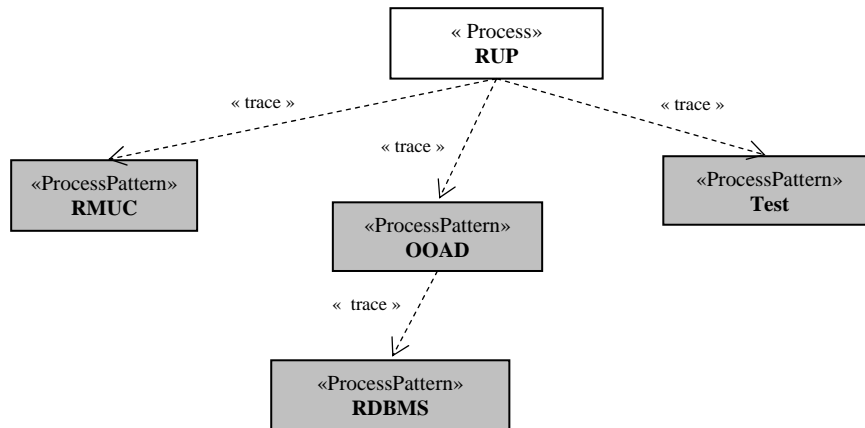 « Process»
RUP
« trace »
« trace »
« trace »
«ProcessPattern»
RMUC
«ProcessPattern»
Test
«ProcessPattern»
OOAD
« trace »
«ProcessPattern»
RDBMS